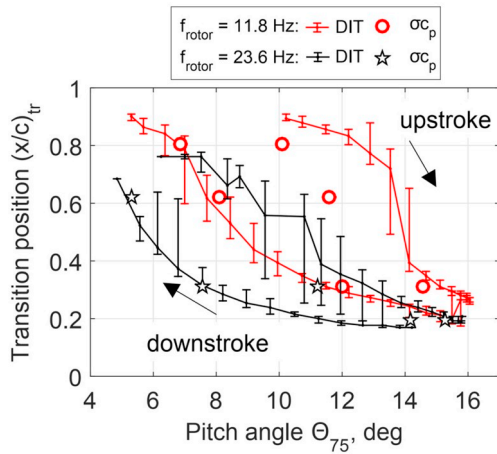 f_rotor = 11.8 Hz: DIT σc_p
f_rotor = 23.6 Hz: DIT σc_p
1
0.8
0.6
0.4
0.2
0
Transition position (x/c)_tr
upstroke
downstroke
4 6 8 10 12 14 16
Pitch angle Θ_75, deg